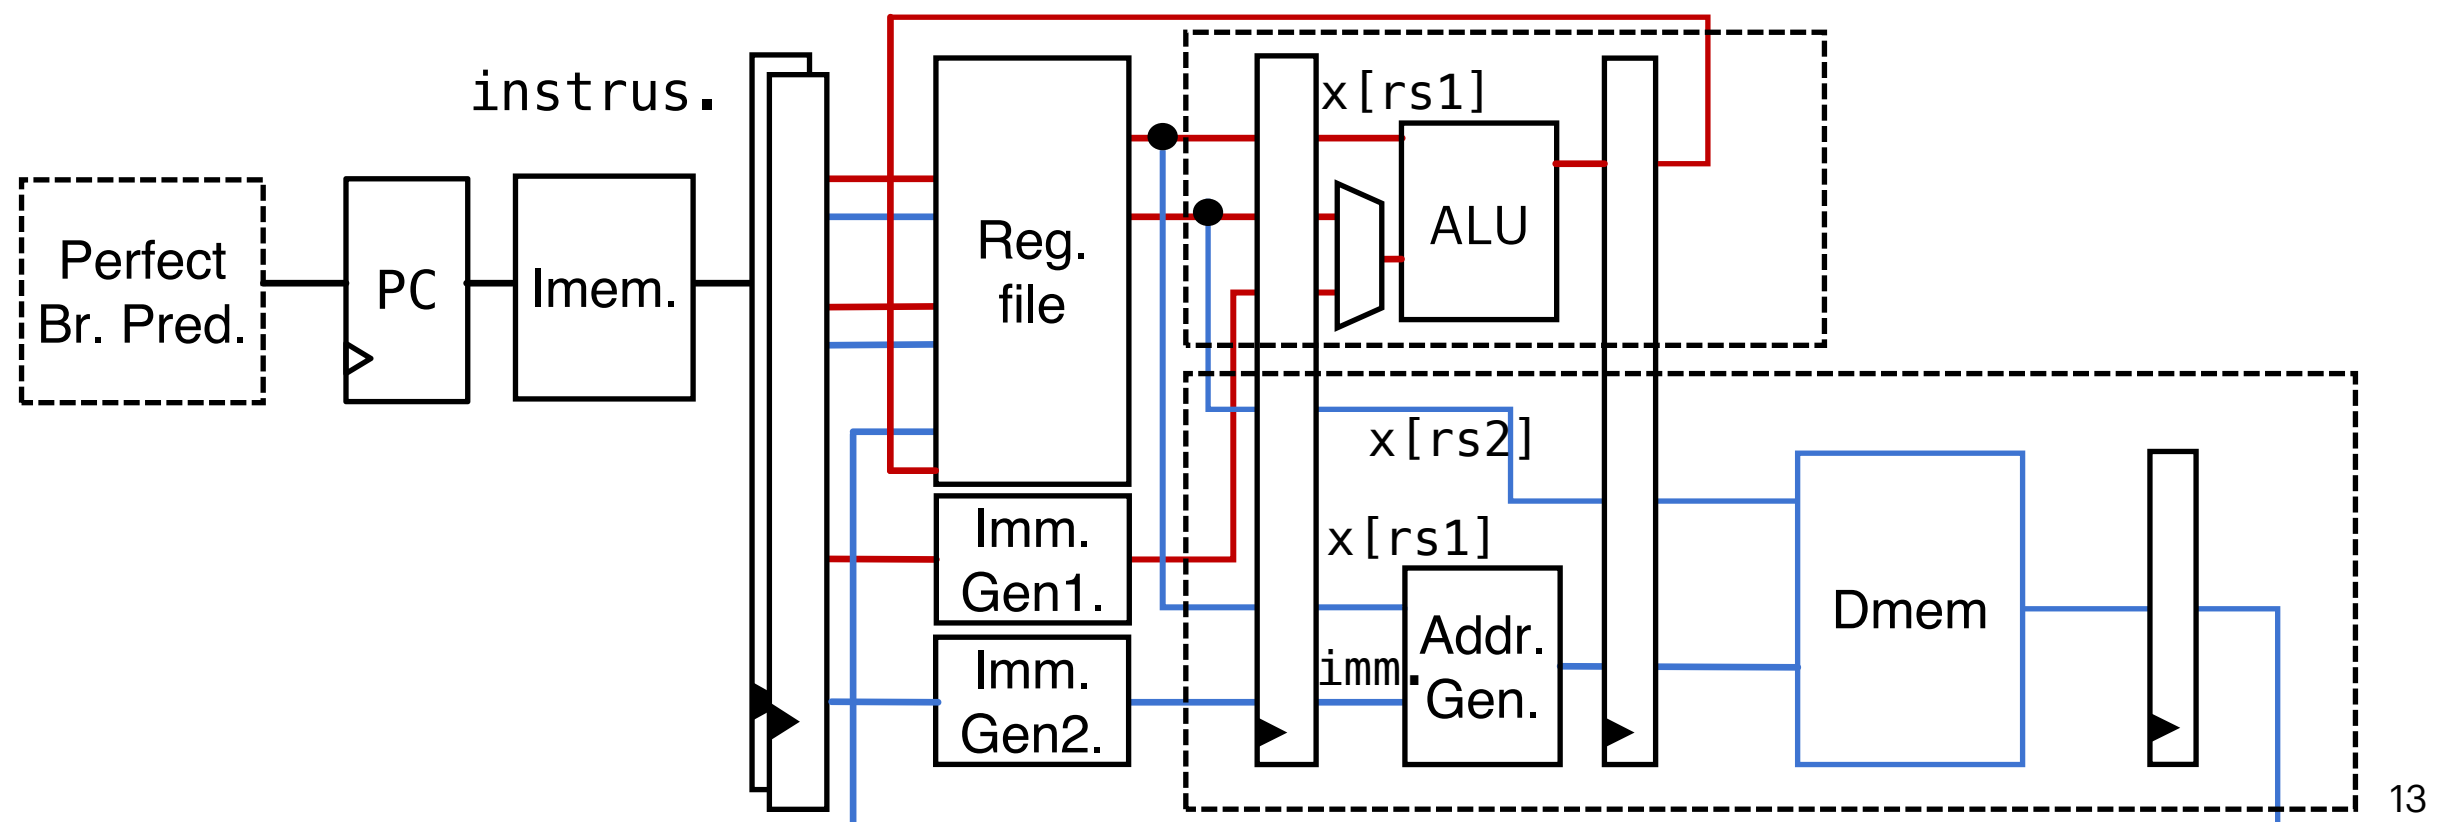 instrus.
Perfect
Br. Pred.
PC
Imem.
Reg.
file
Imm.
Gen1.
Imm.
Gen2.
x[rs1]
ALU
x[rs2]
x[rs1]
imm.
Addr.
Gen.
Dmem
13